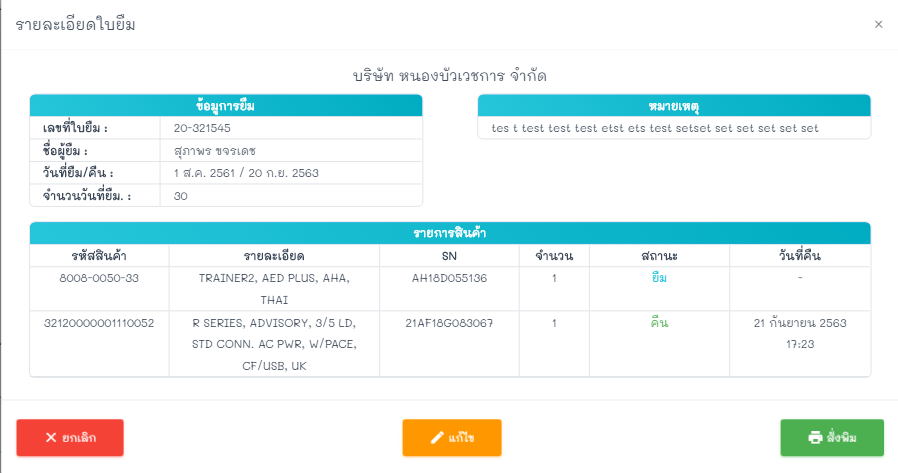 รายละเอียดใบยืม
×
บริษัท หนองบัวเวชการ จำกัด
ข้อมูการยืม
เลขที่ใบยืม : 20-321545
ชื่อผู้ยืม : สุภาพร ขจรเดช
วันที่ยืม/คืน : 1 ส.ค. 2561 / 20 ก.ย. 2563
จำนวนวันที่ยืม. : 30
หมายเหตุ
tes t test test test etst ets test setset set set set set set
รายการสินค้า
รหัสสินค้า รายละเอียด SN จำนวน สถานะ วันที่คืน
8008-0050-33 TRAINER2, AED PLUS, AHA, AH18D055136 1 ยืม -
THAI
32120000001110052 R SERIES, ADVISORY, 3/5 LD, 21AF18G083067 1 คืน 21 กันยายน 2563
STD CONN. AC PWR, W/PACE, 17:23
CF/USB, UK
ยกเลิก แก้ไข สั่งพิม